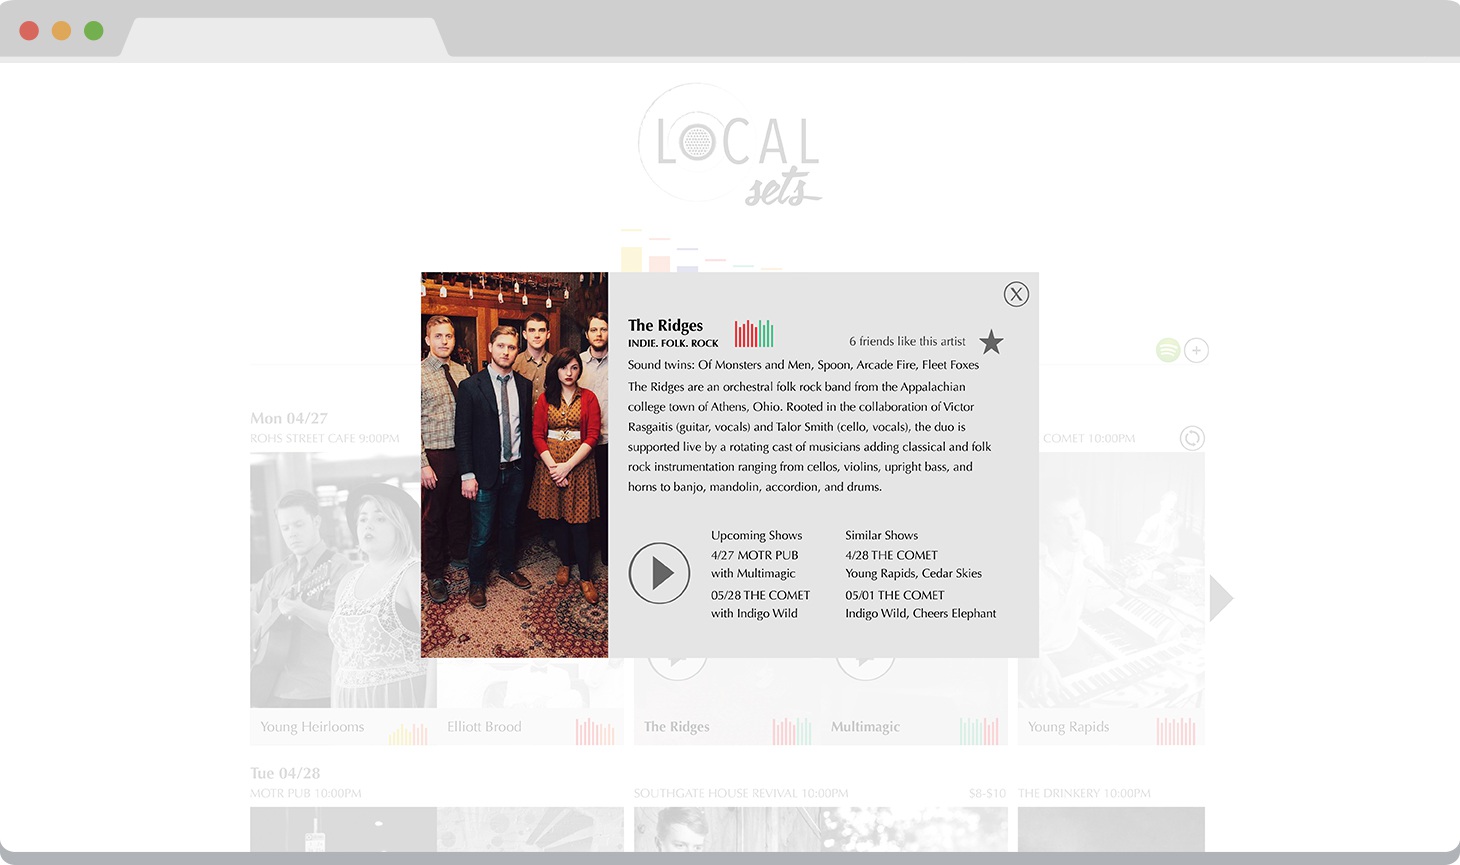 LOCAL
sets
The Ridges
INDIE. FOLK. ROCK
6 friends like this artist
X
Sound twins: Of Monsters and Men, Spoon, Arcade Fire, Fleet Foxes
The Ridges are an orchestral folk rock band from the Appalachian
college town of Athens, Ohio. Rooted in the collaboration of Victor
Rasgaitis (guitar, vocals) and Talor Smith (cello, vocals), the duo is
supported live by a rotating cast of musicians adding classical and folk
rock instrumentation ranging from cellos, violins, upright bass, and
horns to banjo, mandolin, accordion, and drums.
Upcoming Shows
4/27 MOTR PUB
with Multimagic
05/28 THE COMET
with Indigo Wild
Similar Shows
4/28 THE COMET
Young Rapids, Cedar Skies
05/01 THE COMET
Indigo Wild, Cheers Elephant
Mon 04/27
ROHS STREET CAFE 9:00PM
COMET 10:00PM
Young Heirlooms
Elliott Brood
The Ridges
Multimagic
Young Rapids
Tue 04/28
MOTR PUB 10:00PM
SOUTHGATE HOUSE REVIVAL 10:00PM
$8-$10
THE DRINKERY 10:00PM